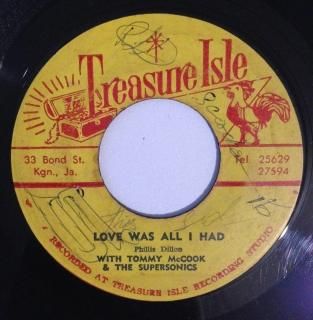 Treasure Isle
33 Bond St. Tel 25629
Kgn., Ja. 27594
LOVE WAS ALL I HAD
Phillis Dillon
WITH TOMMY McCOOK
& THE SUPERSONICS
RECORDED AT TREASURE ISLE RECORDING STUDIO